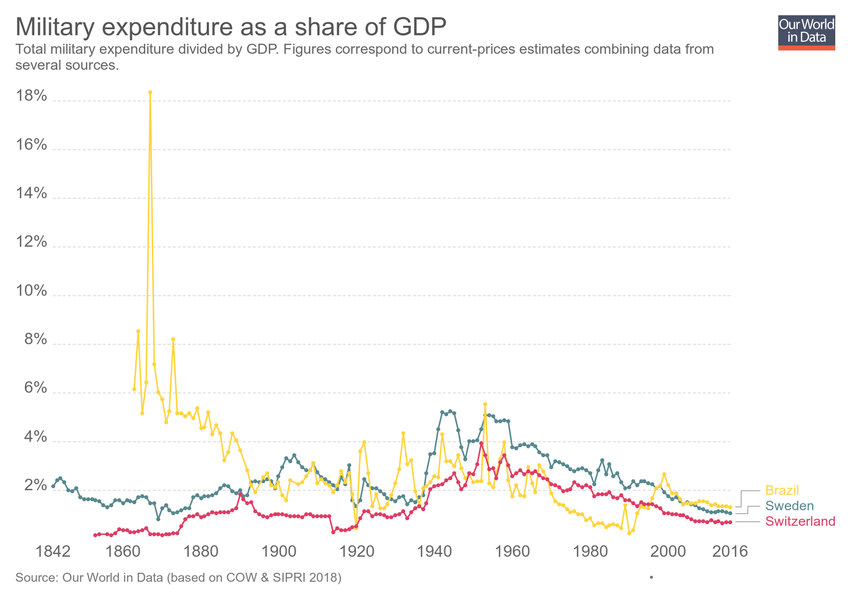 Military expenditure as a share of GDP
Our World
in Data
Total military expenditure divided by GDP. Figures correspond to current-prices estimates combining data from
several sources.
18%
16%
14%
12%
10%
8%
6%
4%
2%
Brazil
Sweden
Switzerland
1842
1860
1880
1900
1920
1940
1960
1980
2000
2016
Source: Our World in Data (based on COW & SIPRI 2018)
•